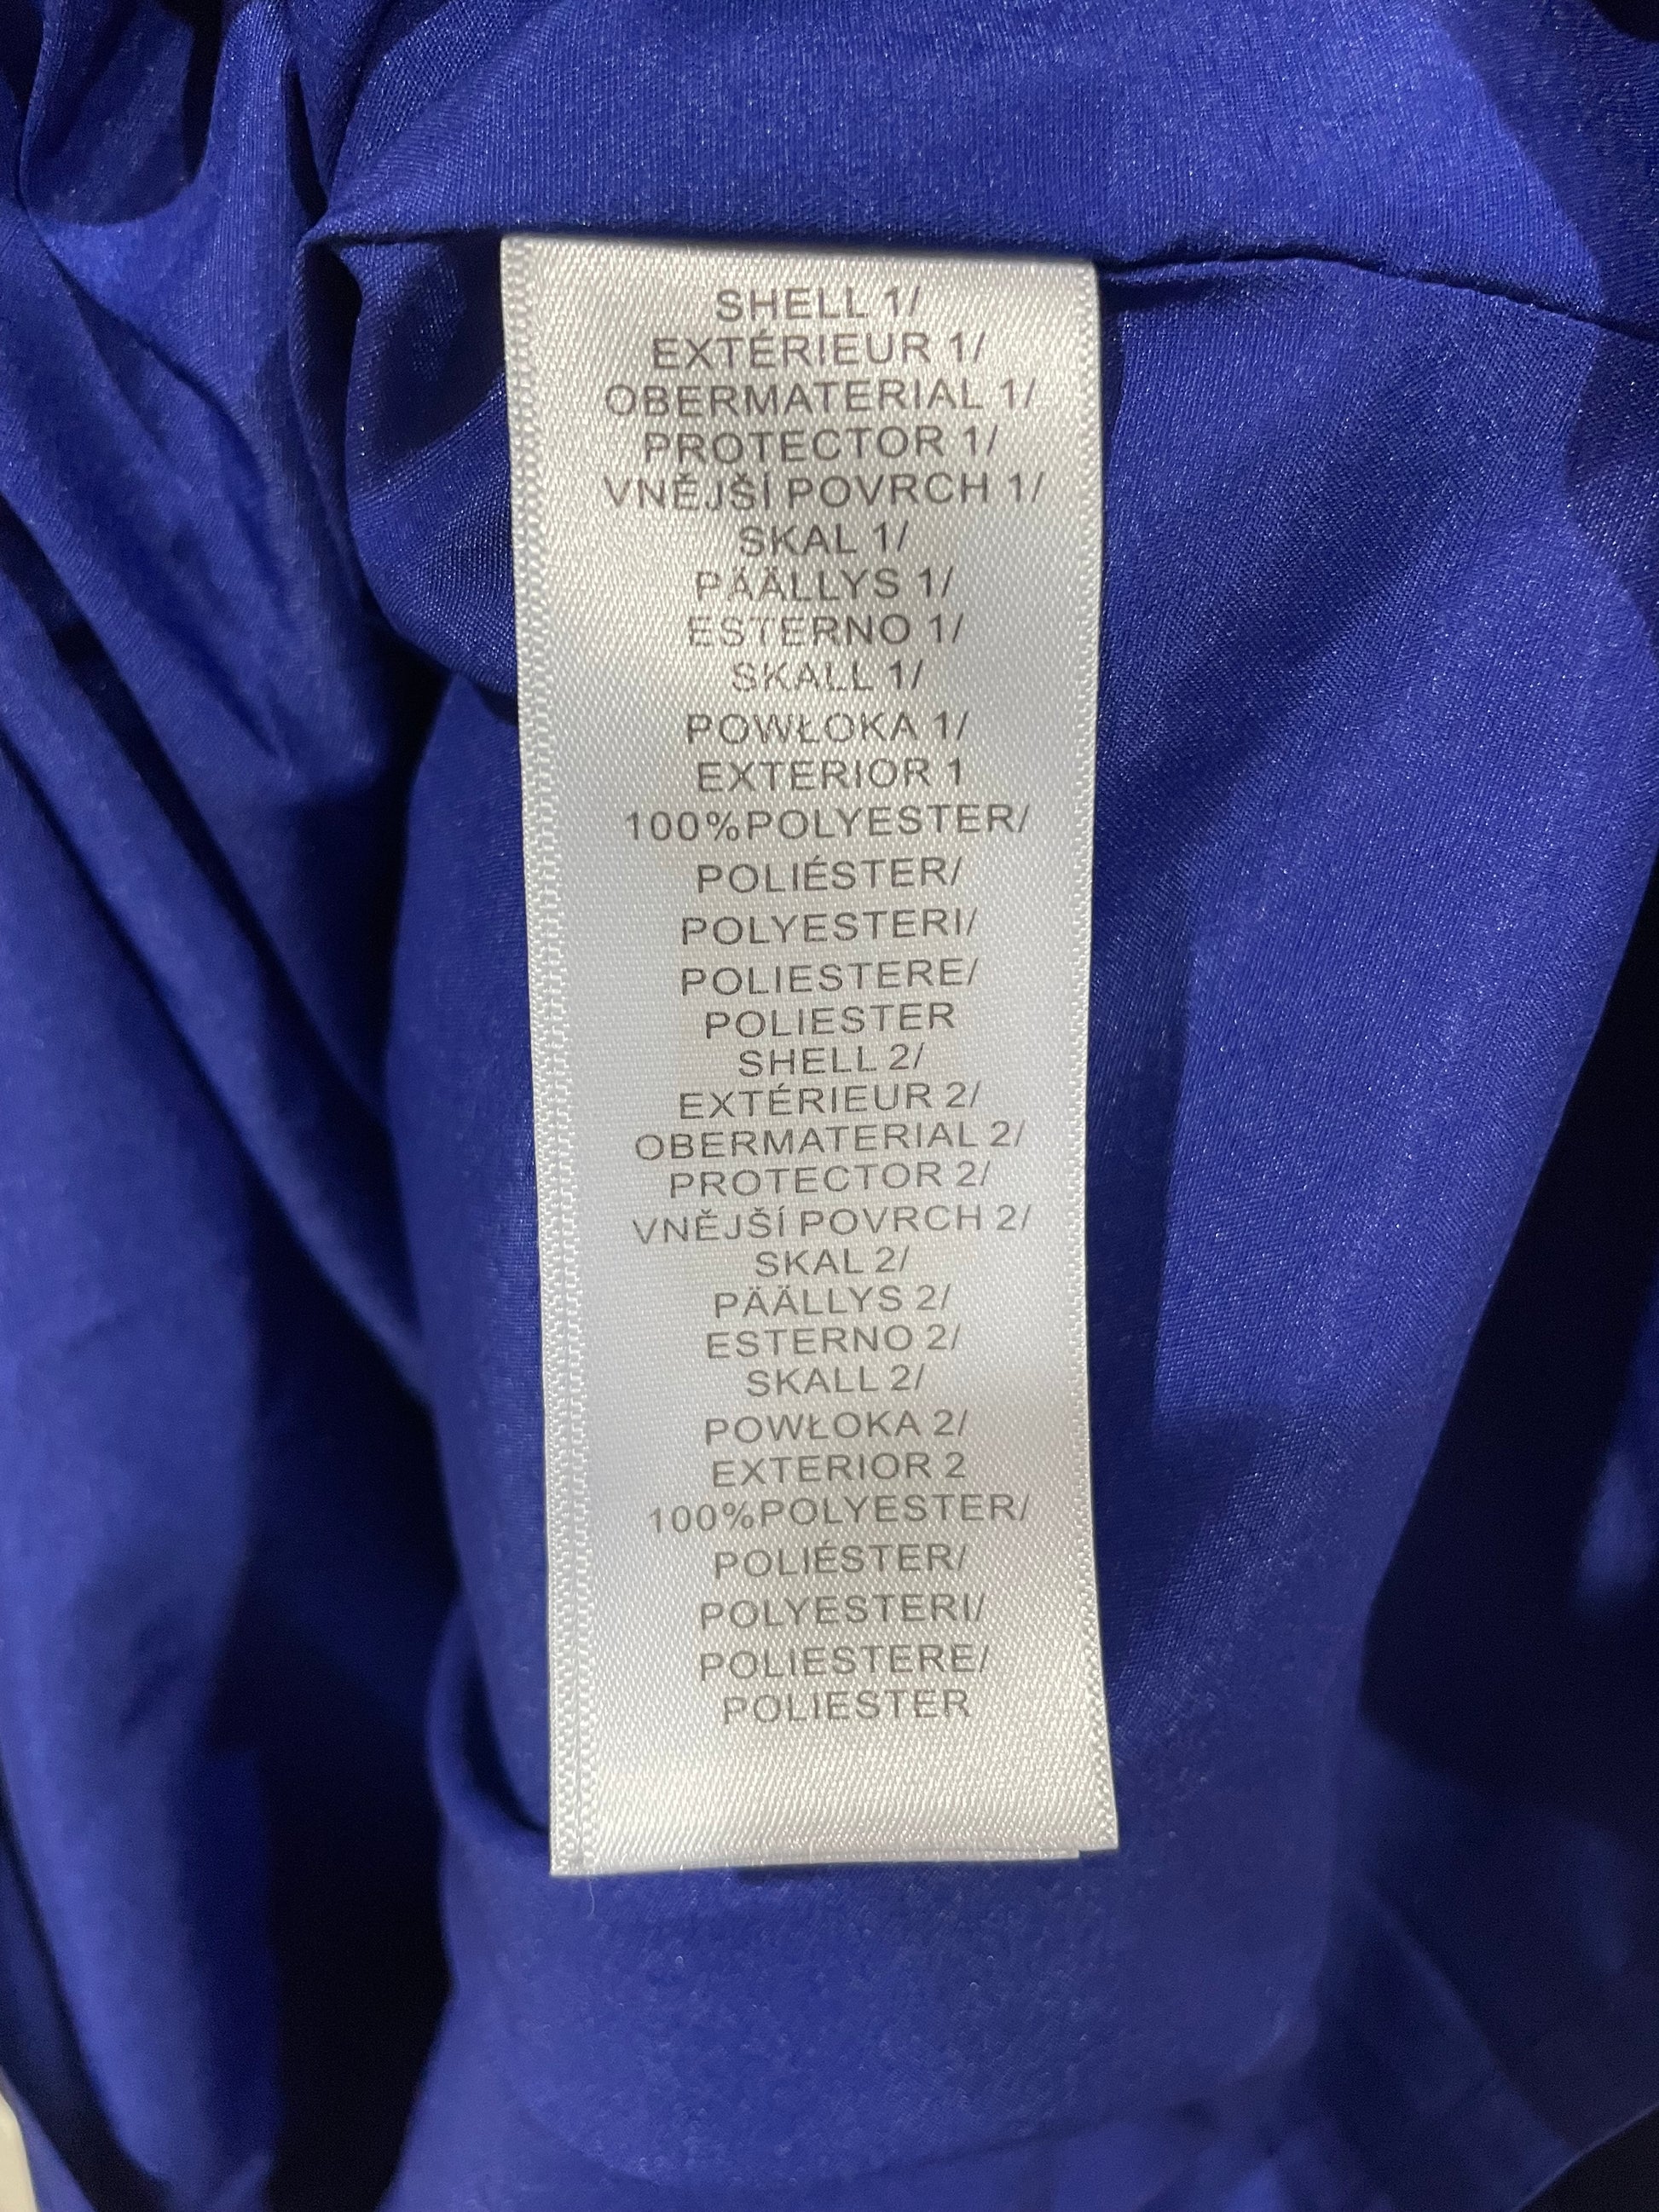 SHELL 1/
EXTÉRIEUR 1/
OBERMATERIAL 1/
PROTECTOR 1/
VNĚJŠÍ POVRCH 1/
SKAL 1/
PÄÄLLYS 1/
ESTERNO 1/
SKALL 1/
POWŁOKA 1/
EXTERIOR 1
100%POLYESTER/
POLIÉSTER/
POLYESTERI/
POLIESTERE/
POLIESTER
SHELL 2/
EXTÉRIEUR 2/
OBERMATERIAL 2/
PROTECTOR 2/
VNĚJŠÍ POVRCH 2/
SKAL 2/
PÄÄLLYS 2/
ESTERNO 2/
SKALL 2/
POWŁOKA 2/
EXTERIOR 2
100%POLYESTER/
POLIÉSTER/
POLYESTERI/
POLIESTERE/
POLIESTER